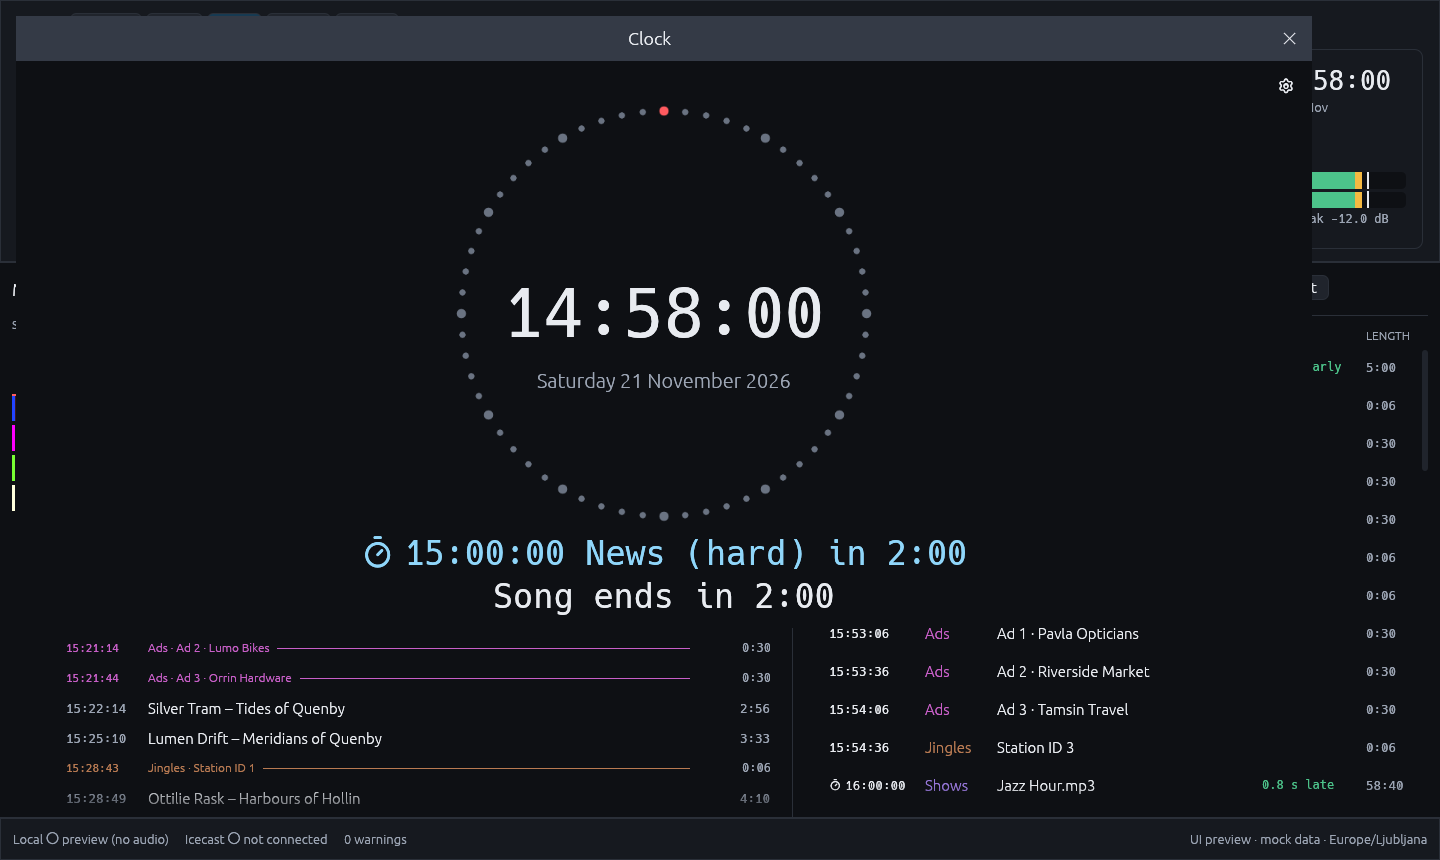 Clock
58:00
14:58:00
Saturday 21 November 2026
-12.0 dB
15:00:00 News (hard) in 2:00
Song ends in 2:00
LENGTH
5:00
0:06
0:30
0:30
0:30
0:06
0:06
15:21:14 Ads · Ad 2 · Lumo Bikes 0:30
15:21:44 Ads · Ad 3 · Orrin Hardware 0:30
15:22:14 Silver Tram – Tides of Quenby 2:56
15:25:10 Lumen Drift – Meridians of Quenby 3:33
15:28:43 Jingles · Station ID 1 0:06
15:28:49 Ottilie Rask – Harbours of Hollin 4:10
15:53:06 Ads Ad 1 · Pavla Opticians 0:30
15:53:36 Ads Ad 2 · Riverside Market 0:30
15:54:06 Ads Ad 3 · Tamsin Travel 0:30
15:54:36 Jingles Station ID 3 0:06
16:00:00 Shows Jazz Hour.mp3 0.8 s late 58:40
Local preview (no audio) Icecast not connected 0 warnings
UI preview · mock data · Europe/Ljubljana